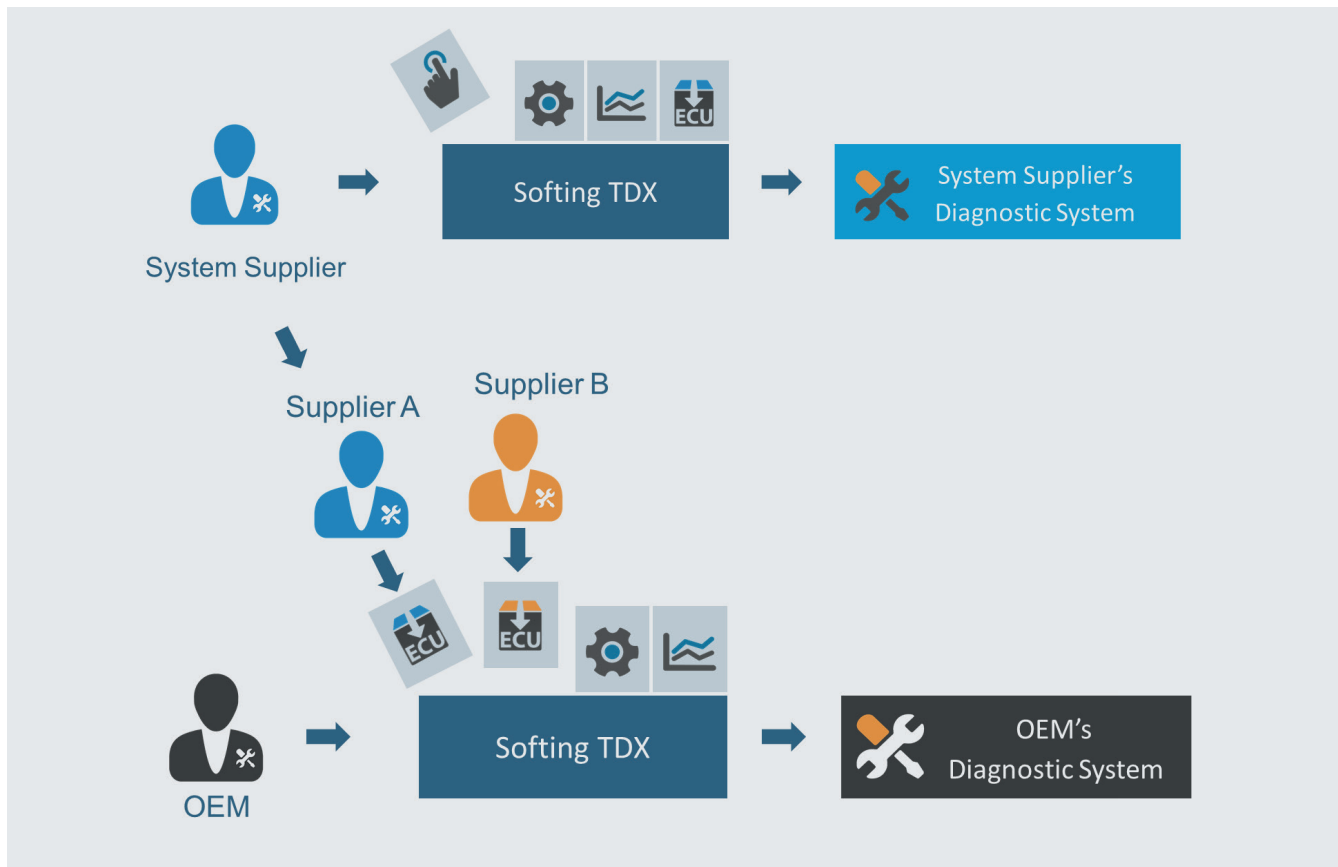 ECU
Softing TDX
System Supplier's
Diagnostic System
System Supplier
Supplier A
Supplier B
ECU
ECU
Softing TDX
OEM's
Diagnostic System
OEM